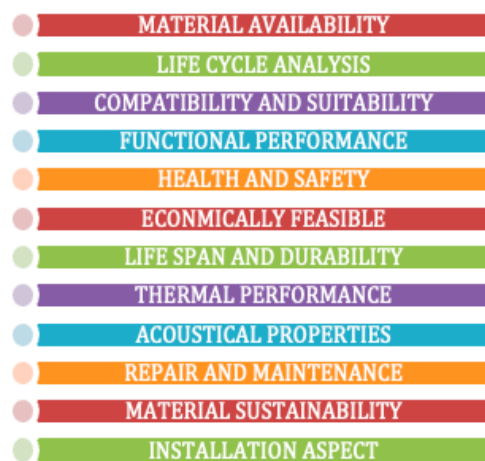 MATERIAL AVAILABILITY
LIFE CYCLE ANALYSIS
COMPATIBILITY AND SUITABILITY
FUNCTIONAL PERFORMANCE
HEALTH AND SAFETY
ECONMICALLY FEASIBLE
LIFE SPAN AND DURABILITY
THERMAL PERFORMANCE
ACOUSTICAL PROPERTIES
REPAIR AND MAINTENANCE
MATERIAL SUSTAINABILITY
INSTALLATION ASPECT